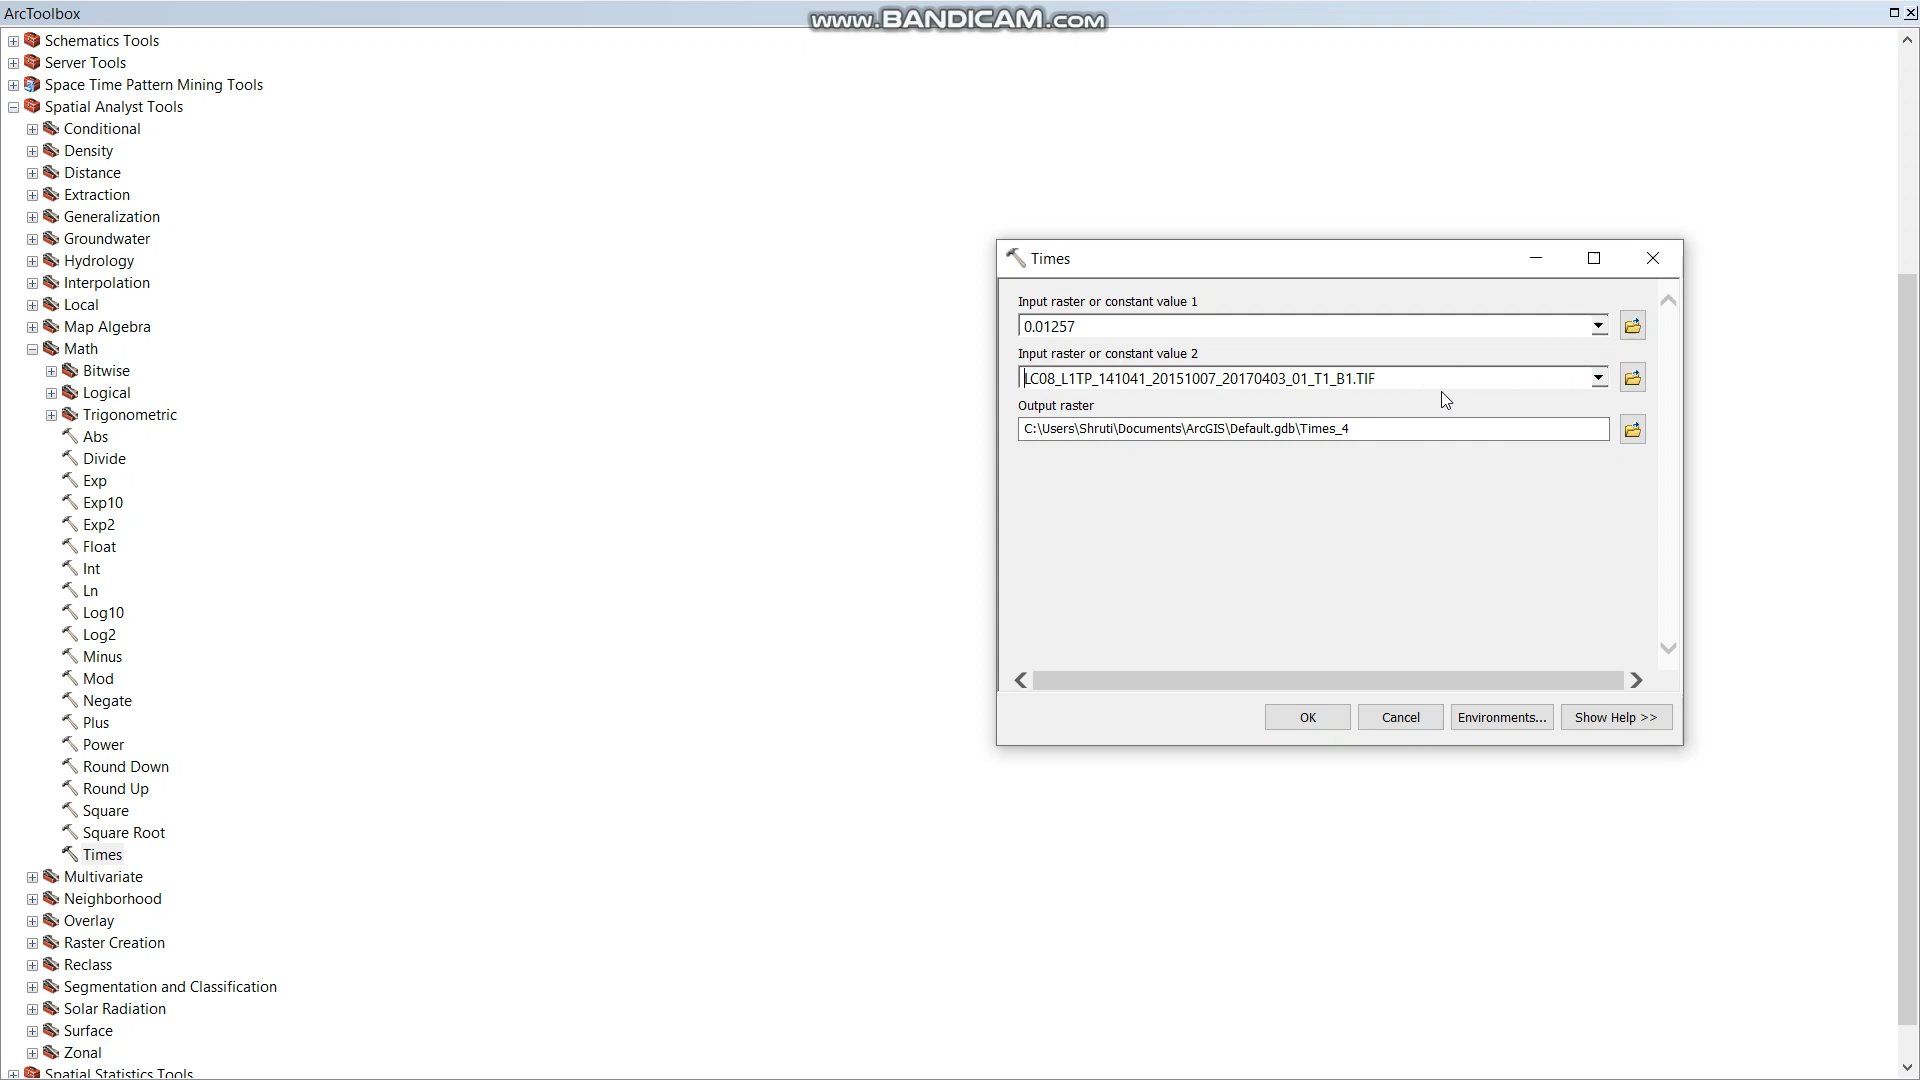 ArcToolbox
www.BANDICAM.com
Schematics Tools
Server Tools
Space Time Pattern Mining Tools
Spatial Analyst Tools
Conditional
Density
Distance
Extraction
Generalization
Groundwater
Hydrology
Interpolation
Local
Map Algebra
Math
Bitwise
Logical
Trigonometric
Abs
Divide
Exp
Exp10
Exp2
Float
Int
Ln
Log10
Log2
Minus
Mod
Negate
Plus
Power
Round Down
Round Up
Square
Square Root
Times
Multivariate
Neighborhood
Overlay
Raster Creation
Reclass
Segmentation and Classification
Solar Radiation
Surface
Zonal
Spatial Statistics Tools
Times
Input raster or constant value 1
0.01257
Input raster or constant value 2
LC08_L1TP_141041_20151007_20170403_01_T1_B1.TIF
Output raster
C:\Users\Shruti\Documents\ArcGIS\Default.gdb\Times_4
OK
Cancel
Environments...
Show Help >>